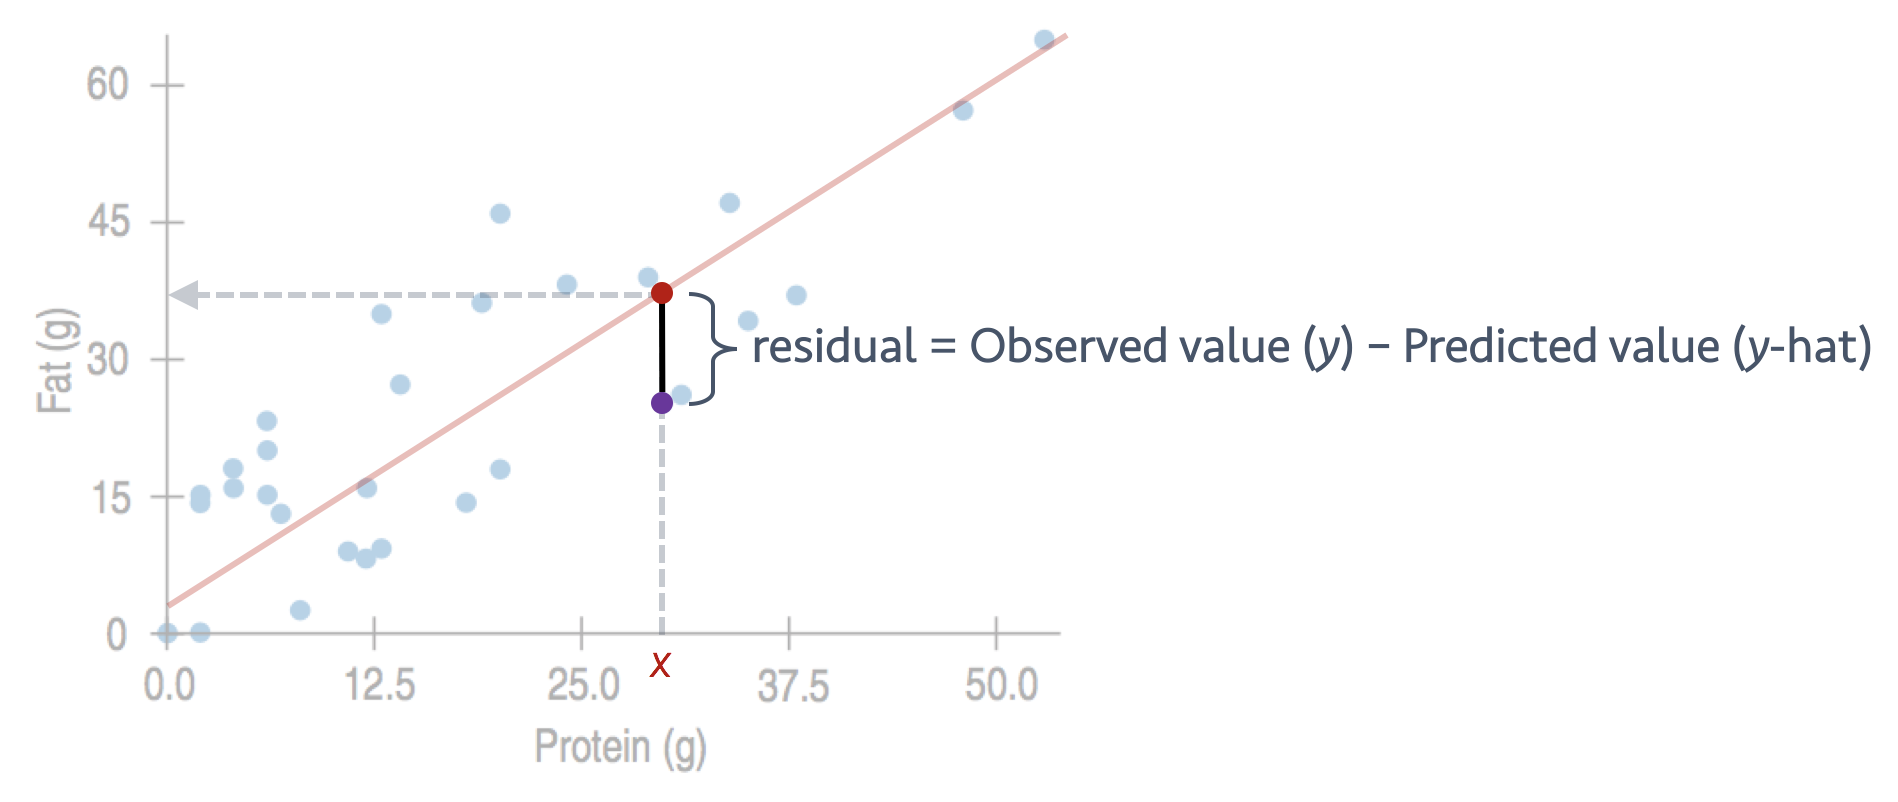 60
45
30
15
0
Fat (g)
residual = Observed value (y) − Predicted value (y-hat)
x
0.0 12.5 25.0 37.5 50.0
Protein (g)